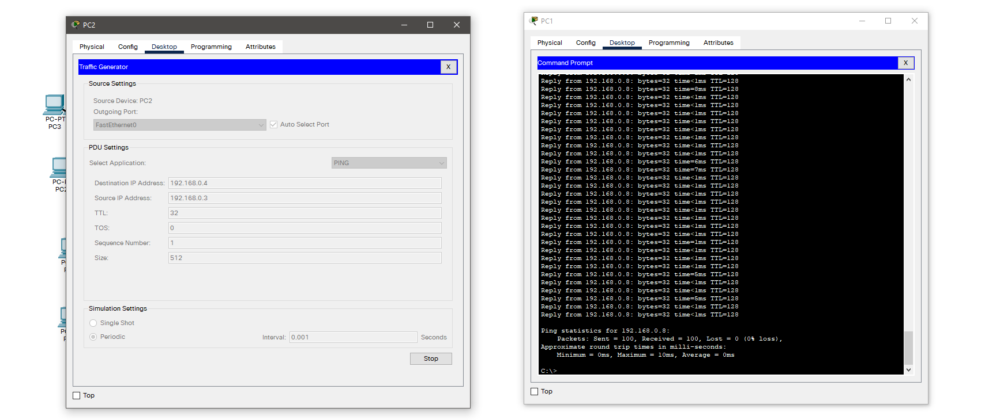 PC-PT
PC3
PC2
PC2
Physical
Config
Desktop
Programming
Attributes
Traffic Generator
X
Source Settings
Source Device: PC2
Outgoing Port:
FastEthernet0
Auto Select Port
PDU Settings
Select Application:
PING
Destination IP Address:
192.168.0.4
Source IP Address:
192.168.0.3
TTL:
32
TOS:
0
Sequence Number:
1
Size:
512
Simulation Settings
Single Shot
Periodic
Interval:
0.001
Seconds
Stop
Top
PC1
Physical
Config
Desktop
Programming
Attributes
Command Prompt
X
Reply from 192.168.0.8: bytes=32 time<1ms TTL=128
Reply from 192.168.0.8: bytes=32 time=8ms TTL=128
Reply from 192.168.0.8: bytes=32 time<1ms TTL=128
Reply from 192.168.0.8: bytes=32 time<1ms TTL=128
Reply from 192.168.0.8: bytes=32 time<1ms TTL=128
Reply from 192.168.0.8: bytes=32 time<1ms TTL=128
Reply from 192.168.0.8: bytes=32 time<1ms TTL=128
Reply from 192.168.0.8: bytes=32 time<1ms TTL=128
Reply from 192.168.0.8: bytes=32 time<1ms TTL=128
Reply from 192.168.0.8: bytes=32 time<1ms TTL=128
Reply from 192.168.0.8: bytes=32 time=6ms TTL=128
Reply from 192.168.0.8: bytes=32 time=7ms TTL=128
Reply from 192.168.0.8: bytes=32 time<1ms TTL=128
Reply from 192.168.0.8: bytes=32 time<1ms TTL=128
Reply from 192.168.0.8: bytes=32 time<1ms TTL=128
Reply from 192.168.0.8: bytes=32 time<1ms TTL=128
Reply from 192.168.0.8: bytes=32 time<1ms TTL=128
Reply from 192.168.0.8: bytes=32 time<1ms TTL=128
Reply from 192.168.0.8: bytes=32 time<1ms TTL=128
Reply from 192.168.0.8: bytes=32 time<1ms TTL=128
Reply from 192.168.0.8: bytes=32 time=1ms TTL=128
Reply from 192.168.0.8: bytes=32 time<1ms TTL=128
Reply from 192.168.0.8: bytes=32 time<1ms TTL=128
Reply from 192.168.0.8: bytes=32 time<1ms TTL=128
Reply from 192.168.0.8: bytes=32 time=5ms TTL=128
Reply from 192.168.0.8: bytes=32 time<1ms TTL=128
Reply from 192.168.0.8: bytes=32 time<1ms TTL=128
Reply from 192.168.0.8: bytes=32 time=5ms TTL=128
Reply from 192.168.0.8: bytes=32 time<1ms TTL=128
Reply from 192.168.0.8: bytes=32 time<1ms TTL=128
Ping statistics for 192.168.0.8:
Packets: Sent = 100, Received = 100, Lost = 0 (0% loss),
Approximate round trip times in milli-seconds:
Minimum = 0ms, Maximum = 10ms, Average = 0ms
C:\>
Top